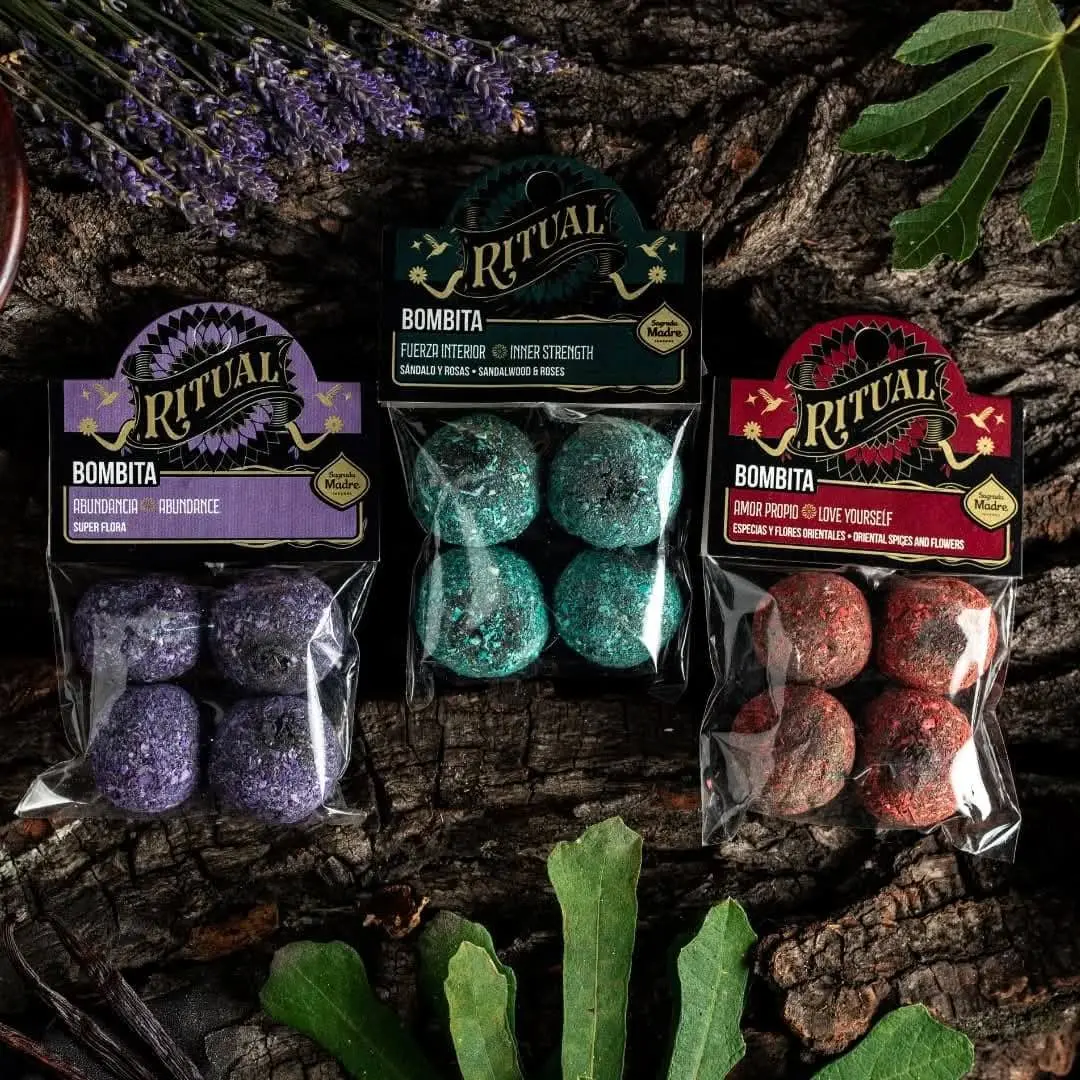 RITUAL
BOMBITA
Sagrada
Madre
ABUNDANCIA ABUNDANCE
SUPER FLORA
RITUAL
BOMBITA
Sagrada
Madre
FUERZA INTERIOR INNER STRENGTH
SÁNDALO Y ROSAS • SANDALWOOD & ROSES
RITUAL
BOMBITA
Sagrada
Madre
AMOR PROPIO LOVE YOURSELF
ESPECIAS Y FLORES ORIENTALES • ORIENTAL SPICES AND FLOWERS